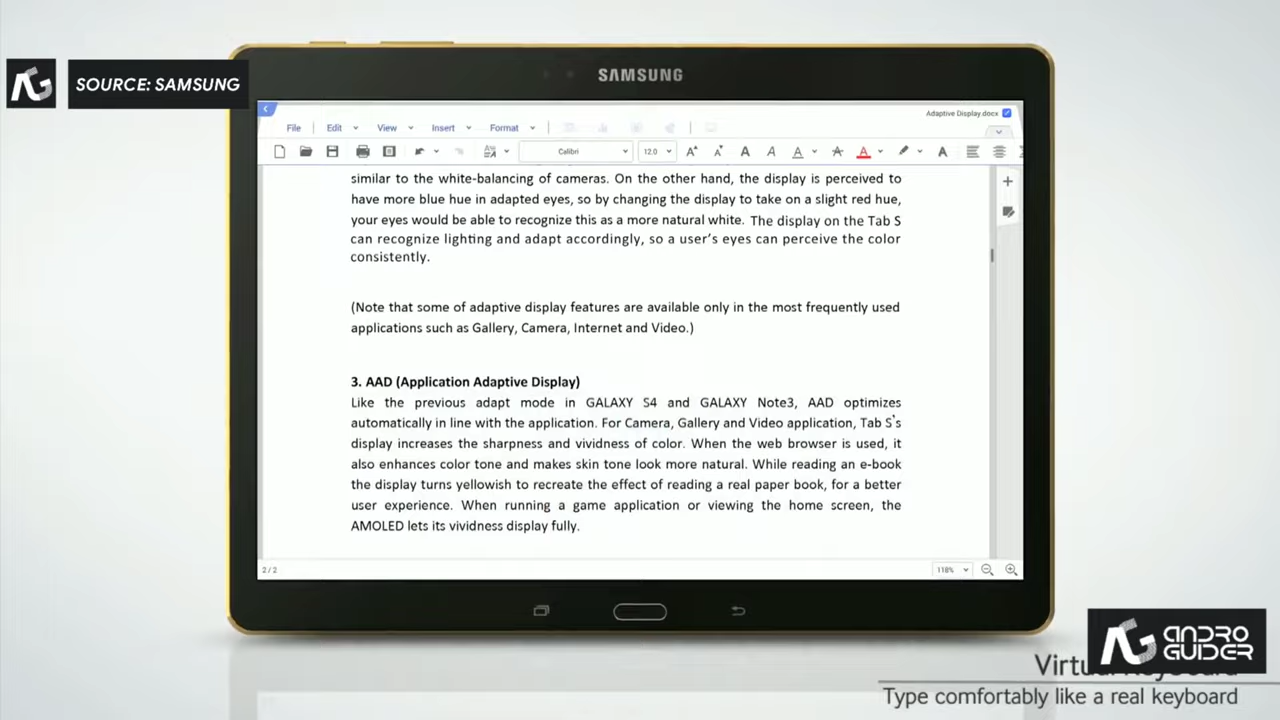 SAMSUNG
SOURCE: SAMSUNG
Adaptive Display.docx
File Edit View Insert Format
Calibri 12.0
similar to the white-balancing of cameras. On the other hand, the display is perceived to
have more blue hue in adapted eyes, so by changing the display to take on a slight red hue,
your eyes would be able to recognize this as a more natural white. The display on the Tab S
can recognize lighting and adapt accordingly, so a user's eyes can perceive the color
consistently.
(Note that some of adaptive display features are available only in the most frequently used
applications such as Gallery, Camera, Internet and Video.)
3. AAD (Application Adaptive Display)
Like the previous adapt mode in GALAXY S4 and GALAXY Note3, AAD optimizes
automatically in line with the application. For Camera, Gallery and Video application, Tab S's
display increases the sharpness and vividness of color. When the web browser is used, it
also enhances color tone and makes skin tone look more natural. While reading an e-book
the display turns yellowish to recreate the effect of reading a real paper book, for a better
user experience. When running a game application or viewing the home screen, the
AMOLED lets its vividness display fully.
2 / 2
118%
ANDRO
GUIDER
Type comfortably like a real keyboard